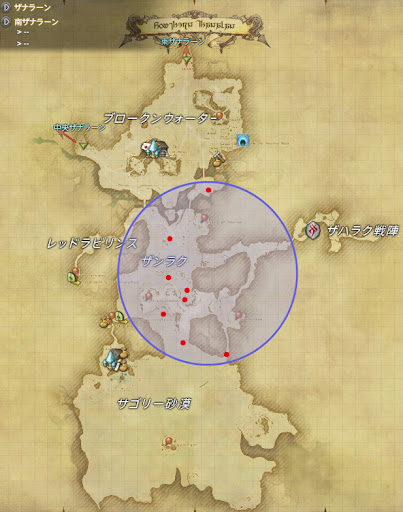 ザナラーン
南ザナラーン
> --
> --
Southern Thanalan
東ザナラーン
ブロークンウォーター
中央ザナラーン
レッドラビリンス
ザハラク戦陣
ザンラク
サゴリー砂漠